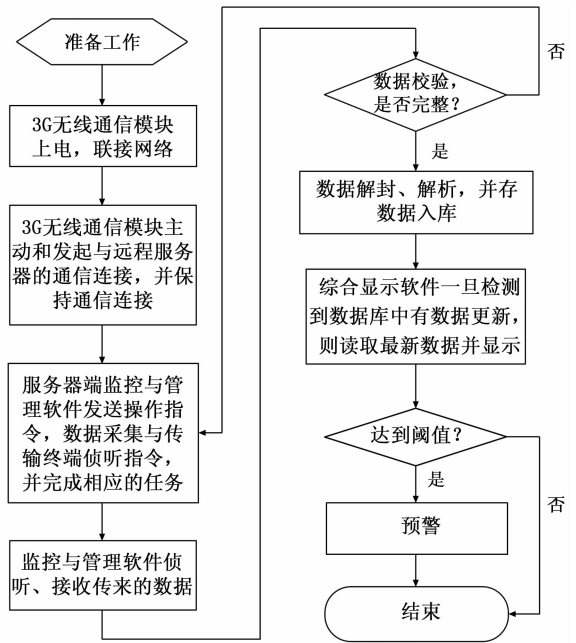 准备工作
3G无线通信模块
上电，联接网络
3G无线通信模块主
动和发起与远程服务
器的通信连接，并保
持通信连接
服务器端监控与管
理软件发送操作指
令，数据采集与传
输终端侦听指令，
并完成相应的任务
监控与管理软件侦
听、接收传来的数据
数据校验，
是否完整？
否
是
数据解封、解析，并存
数据入库
综合显示软件一旦检测
到数据库中有数据更新，
则读取最新数据并显示
达到阈值？
是
否
预警
结束